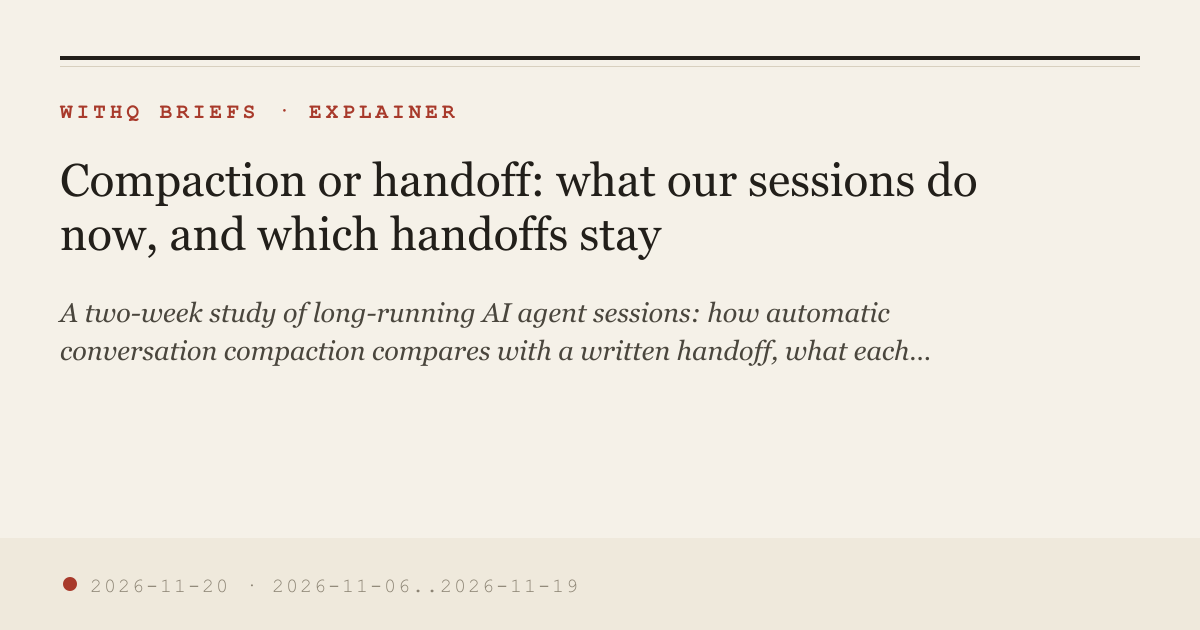 WITHQ BRIEFS · EXPLAINER
Compaction or handoff: what our sessions do
now, and which handoffs stay
A two-week study of long-running AI agent sessions: how automatic
conversation compaction compares with a written handoff, what each...
2026-11-20 · 2026-11-06..2026-11-19